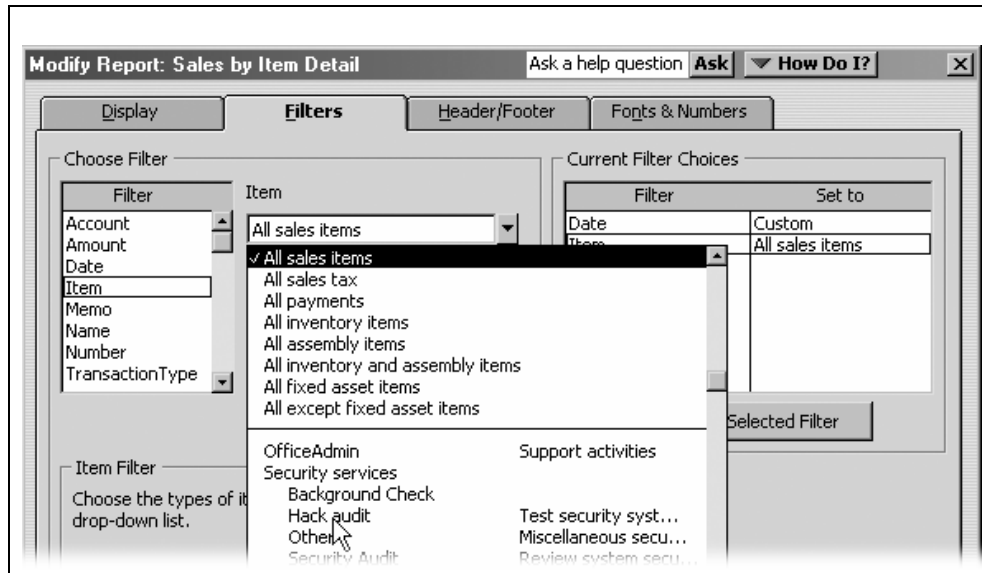 Modify Report: Sales by Item Detail
Ask a help question Ask How Do I? X
Display Filters Header/Footer Fonts & Numbers
Choose Filter
Filter
Account
Amount
Date
Item
Memo
Name
Number
TransactionType
Item
All sales items
✓ All sales items
All sales tax
All payments
All inventory items
All assembly items
All inventory and assembly items
All fixed asset items
All except fixed asset items
OfficeAdmin Support activities
Security services
Background Check
Hack audit Test security syst...
Other Miscellaneous secu...
Security Audit Review system secu...
Current Filter Choices
Filter Set to
Date Custom
Item All sales items
Selected Filter
Item Filter
Choose the types of it
drop-down list.